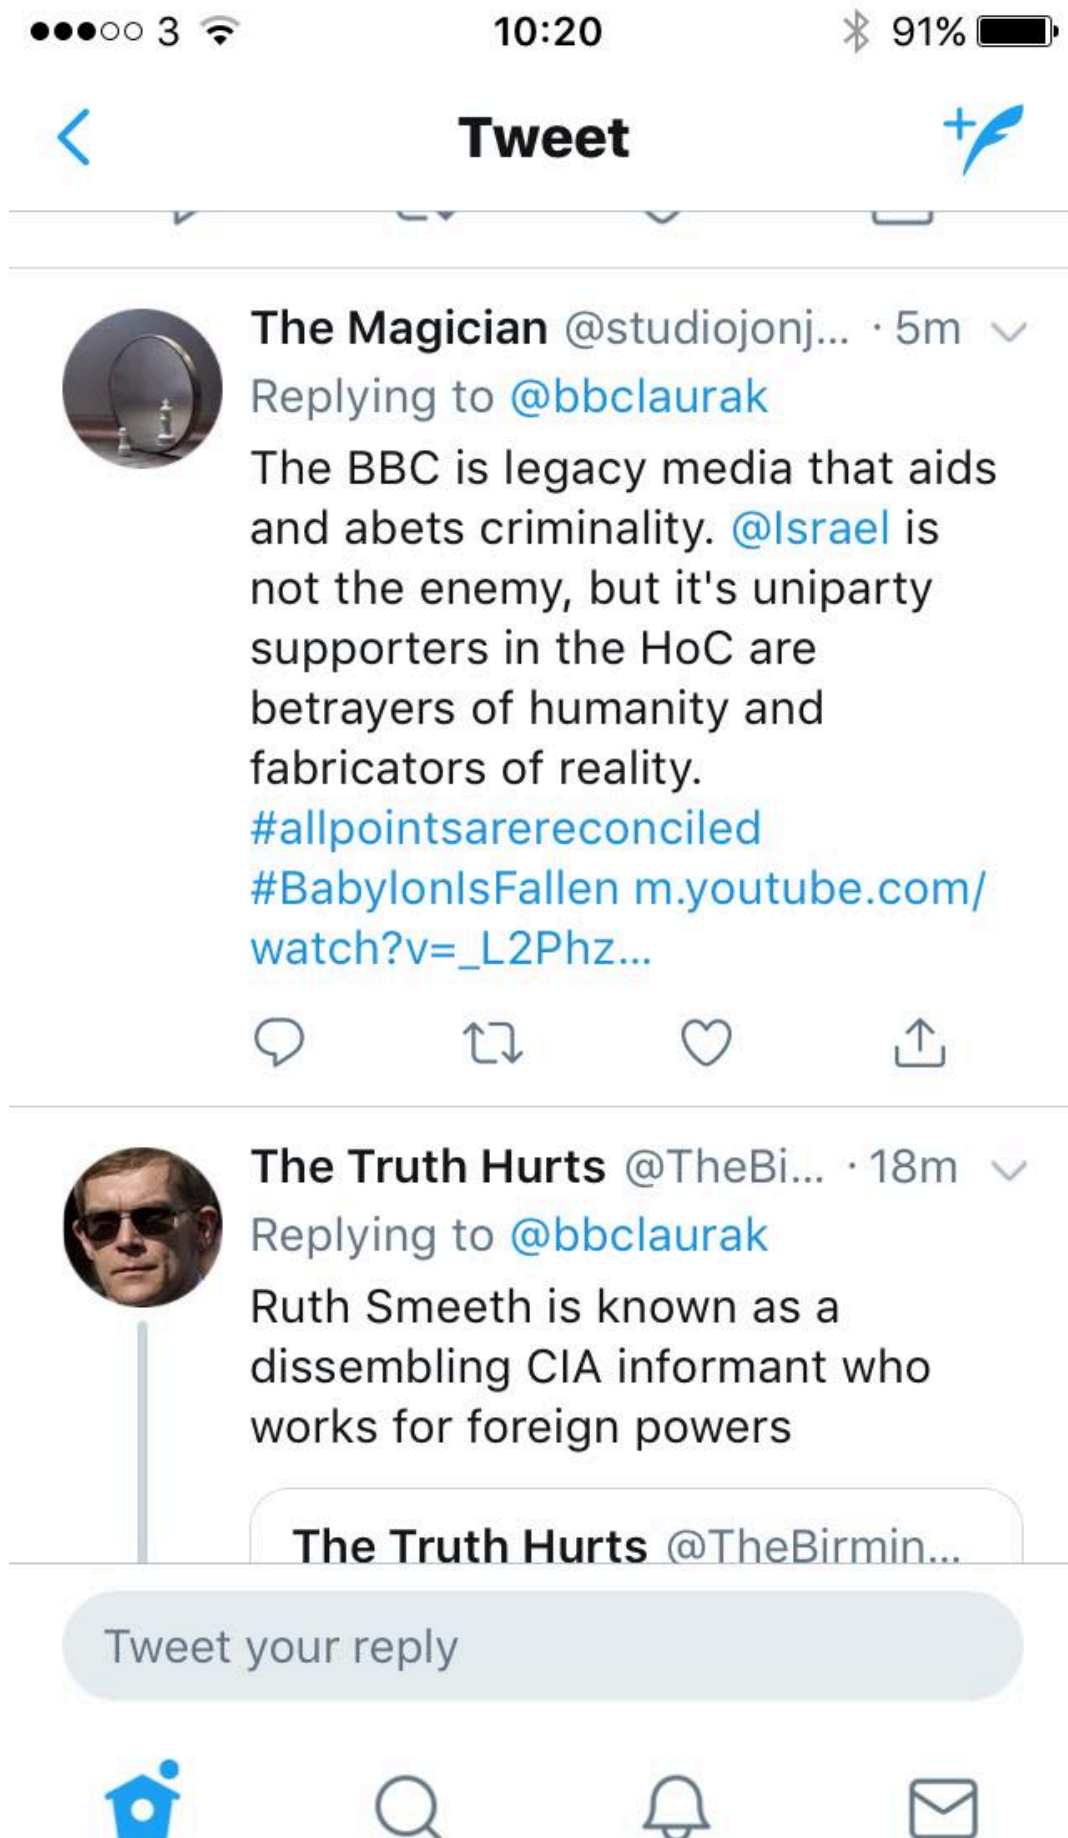 3 10:20 91%
Tweet
The Magician @studiojonj... · 5m
Replying to @bbclaurak
The BBC is legacy media that aids
and abets criminality. @Israel is
not the enemy, but it's uniparty
supporters in the HoC are
betrayers of humanity and
fabricators of reality.
#allpointsarereconciled
#BabylonIsFallen m.youtube.com/
watch?v=_L2Phz...
The Truth Hurts @TheBi... · 18m
Replying to @bbclaurak
Ruth Smeeth is known as a
dissembling CIA informant who
works for foreign powers
The Truth Hurts @TheBirmin...
Tweet your reply